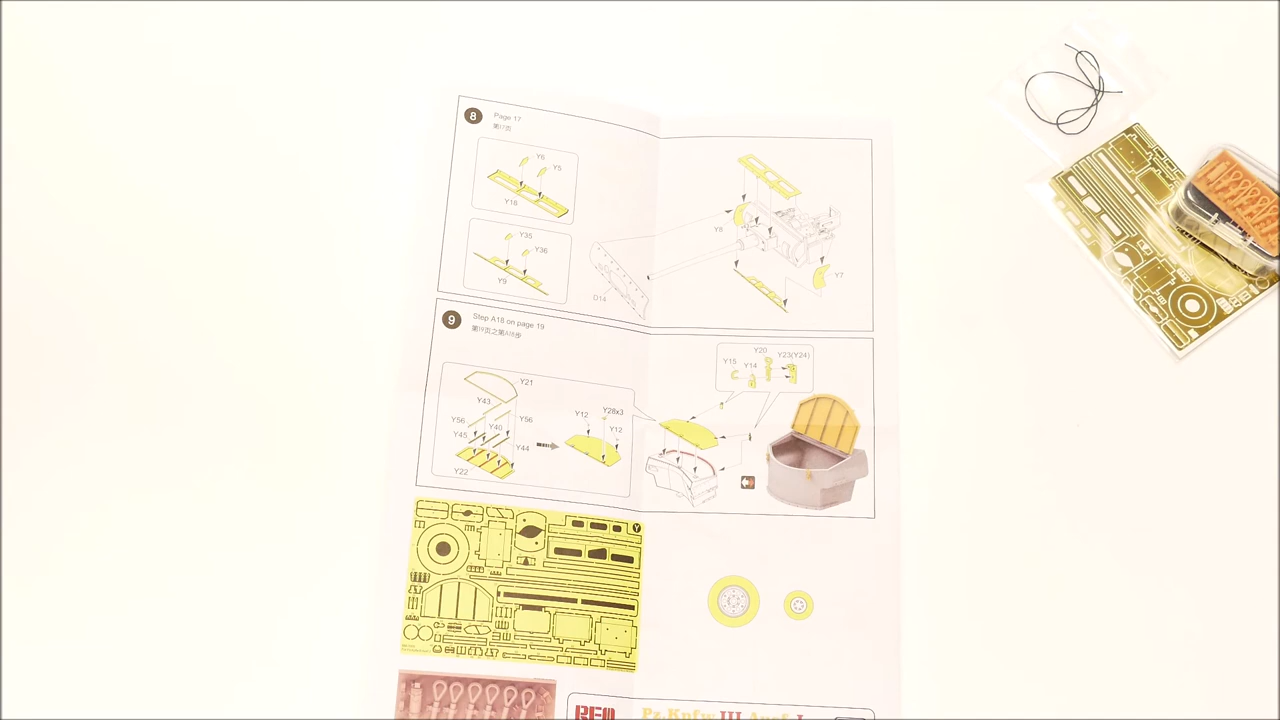 8
Page 17
第17页
Y6
Y5
Y18
Y35
Y36
Y9
D14
Y8
Y7
9
Step A18 on page 19
第19页之第A18步
Y21
Y43
Y56
Y56
Y40
Y45
Y44
Y22
Y28x3
Y12
Y12
Y20
Y15
Y14
Y23(Y24)
Y
Pz.Kpfw.III Ausf.J